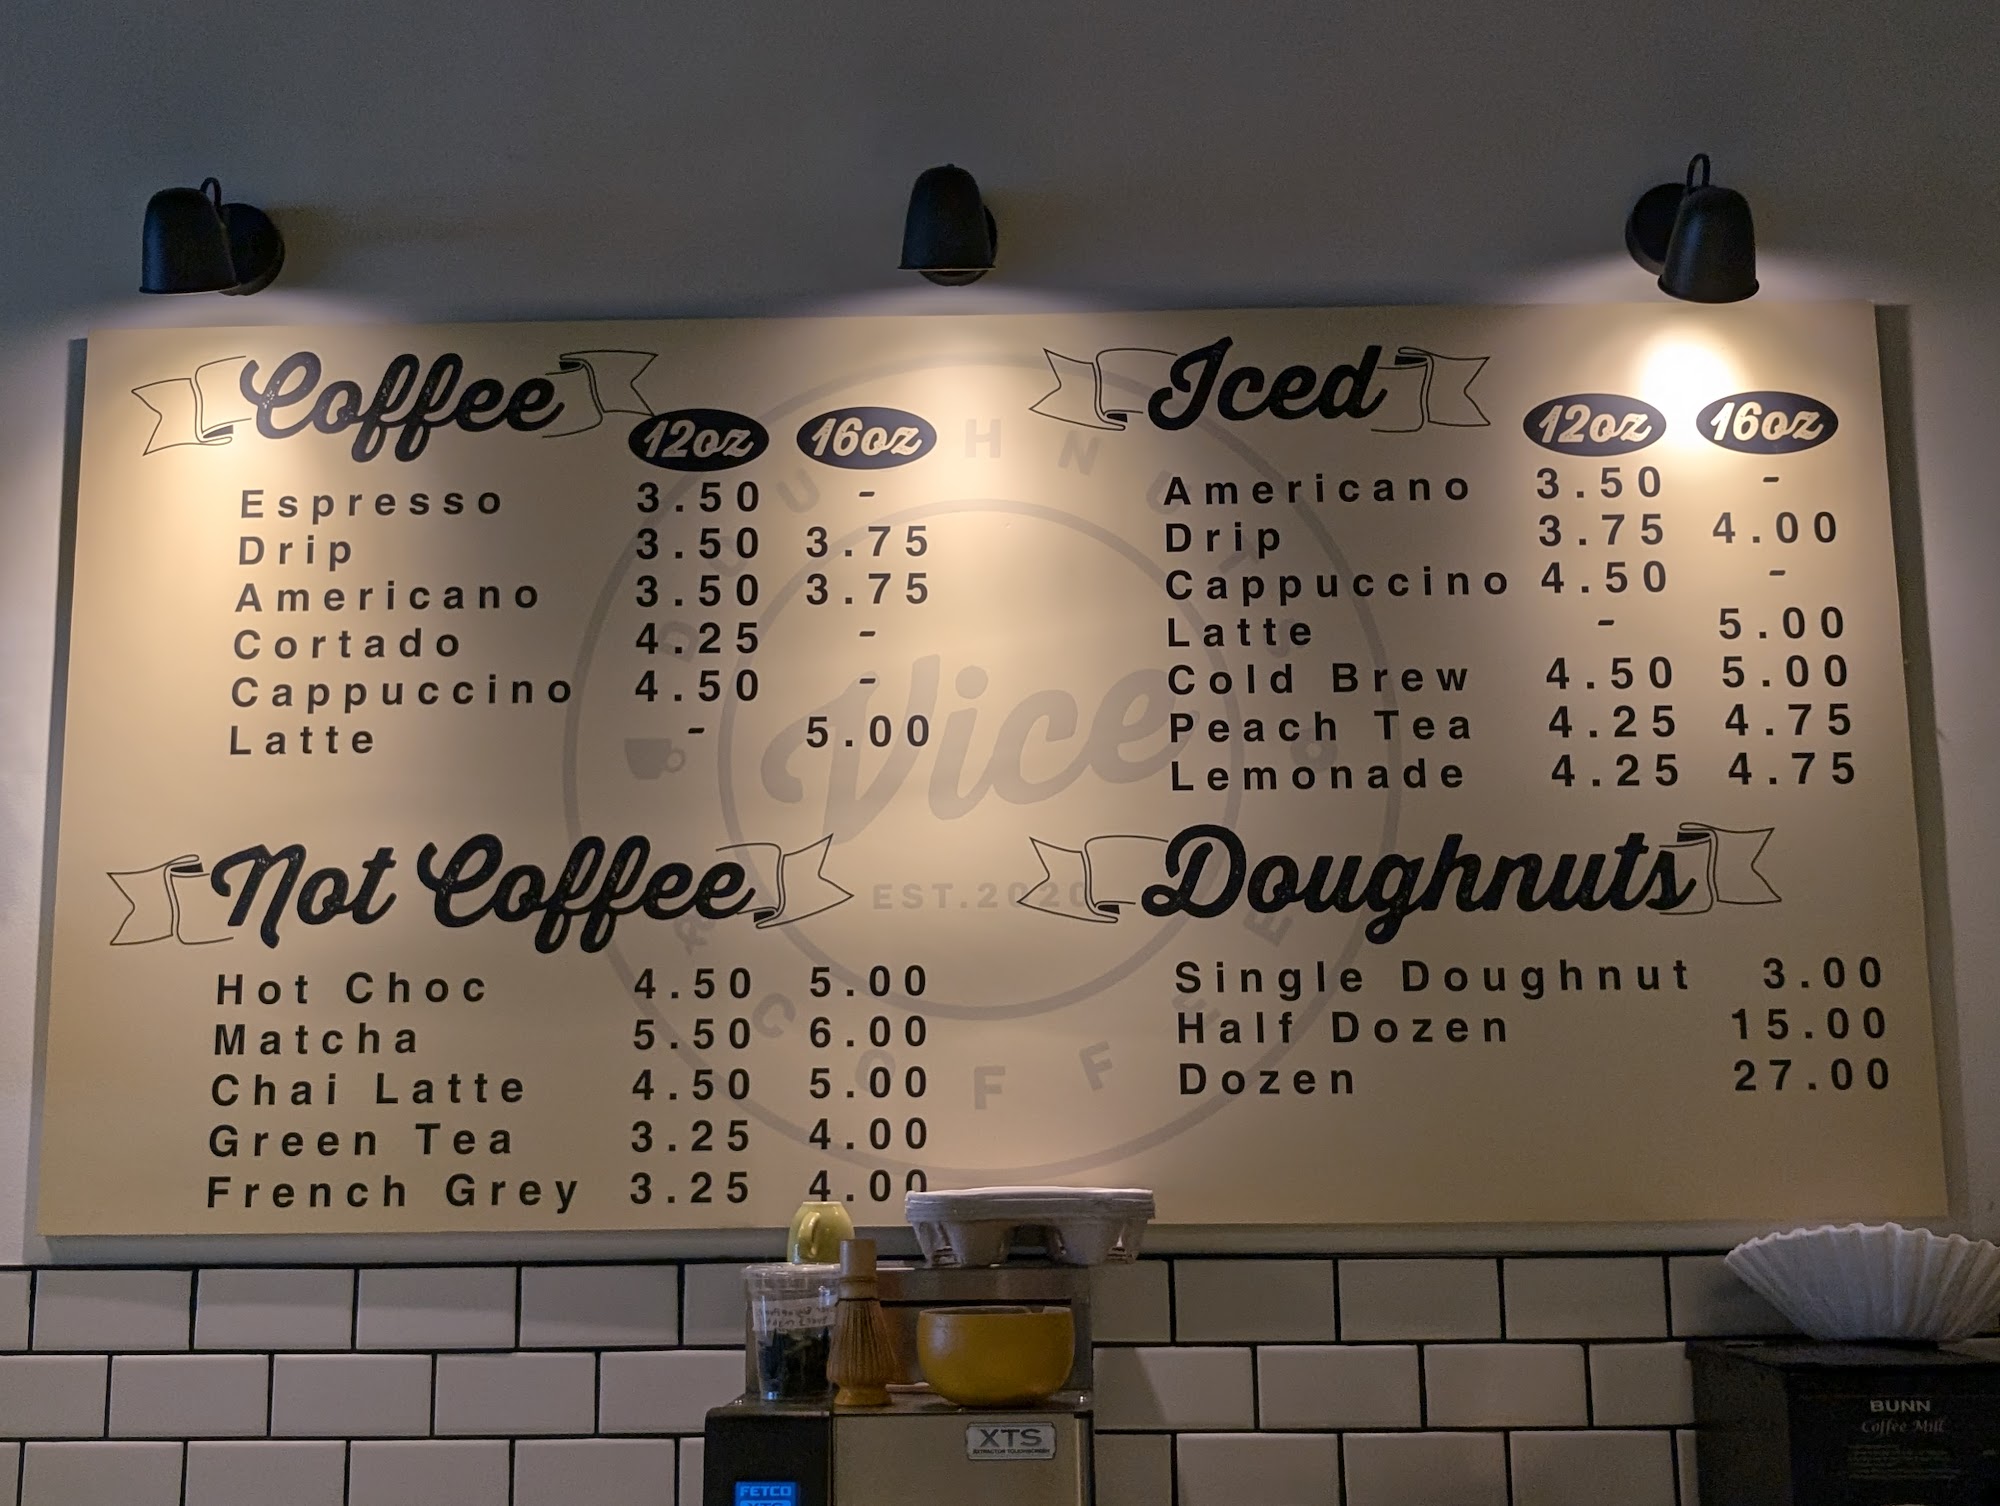 Coffee
12oz 16oz
Espresso 3.50 -
Drip 3.50 3.75
Americano 3.50 3.75
Cortado 4.25 -
Cappuccino 4.50 -
Latte - 5.00
Not Coffee
Hot Choc 4.50 5.00
Matcha 5.50 6.00
Chai Latte 4.50 5.00
Green Tea 3.25 4.00
French Grey 3.25 4.00
Iced
12oz 16oz
Americano 3.50 -
Drip 3.75 4.00
Cappuccino 4.50 -
Latte - 5.00
Cold Brew 4.50 5.00
Peach Tea 4.25 4.75
Lemonade 4.25 4.75
Doughnuts
Single Doughnut 3.00
Half Dozen 15.00
Dozen 27.00
DOUGHNUTS
Vice
EST.2020
& COFFEE
XTS
EXTRACTOR TOUCHSCREEN
FETCO
BUNN
Coffee Mill